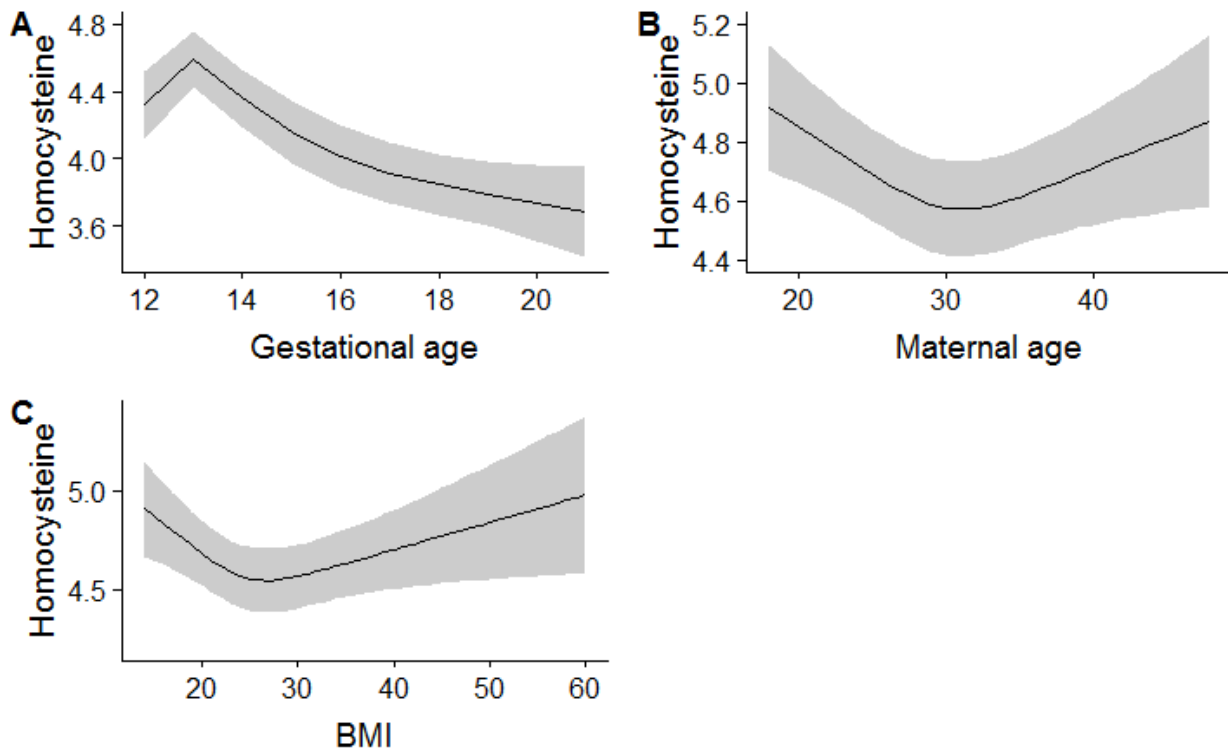 A
Homocysteine
4.8
4.4
4.0
3.6
12 14 16 18 20
Gestational age
B
Homocysteine
5.2
5.0
4.8
4.6
4.4
20 30 40
Maternal age
C
Homocysteine
5.0
4.5
20 30 40 50 60
BMI